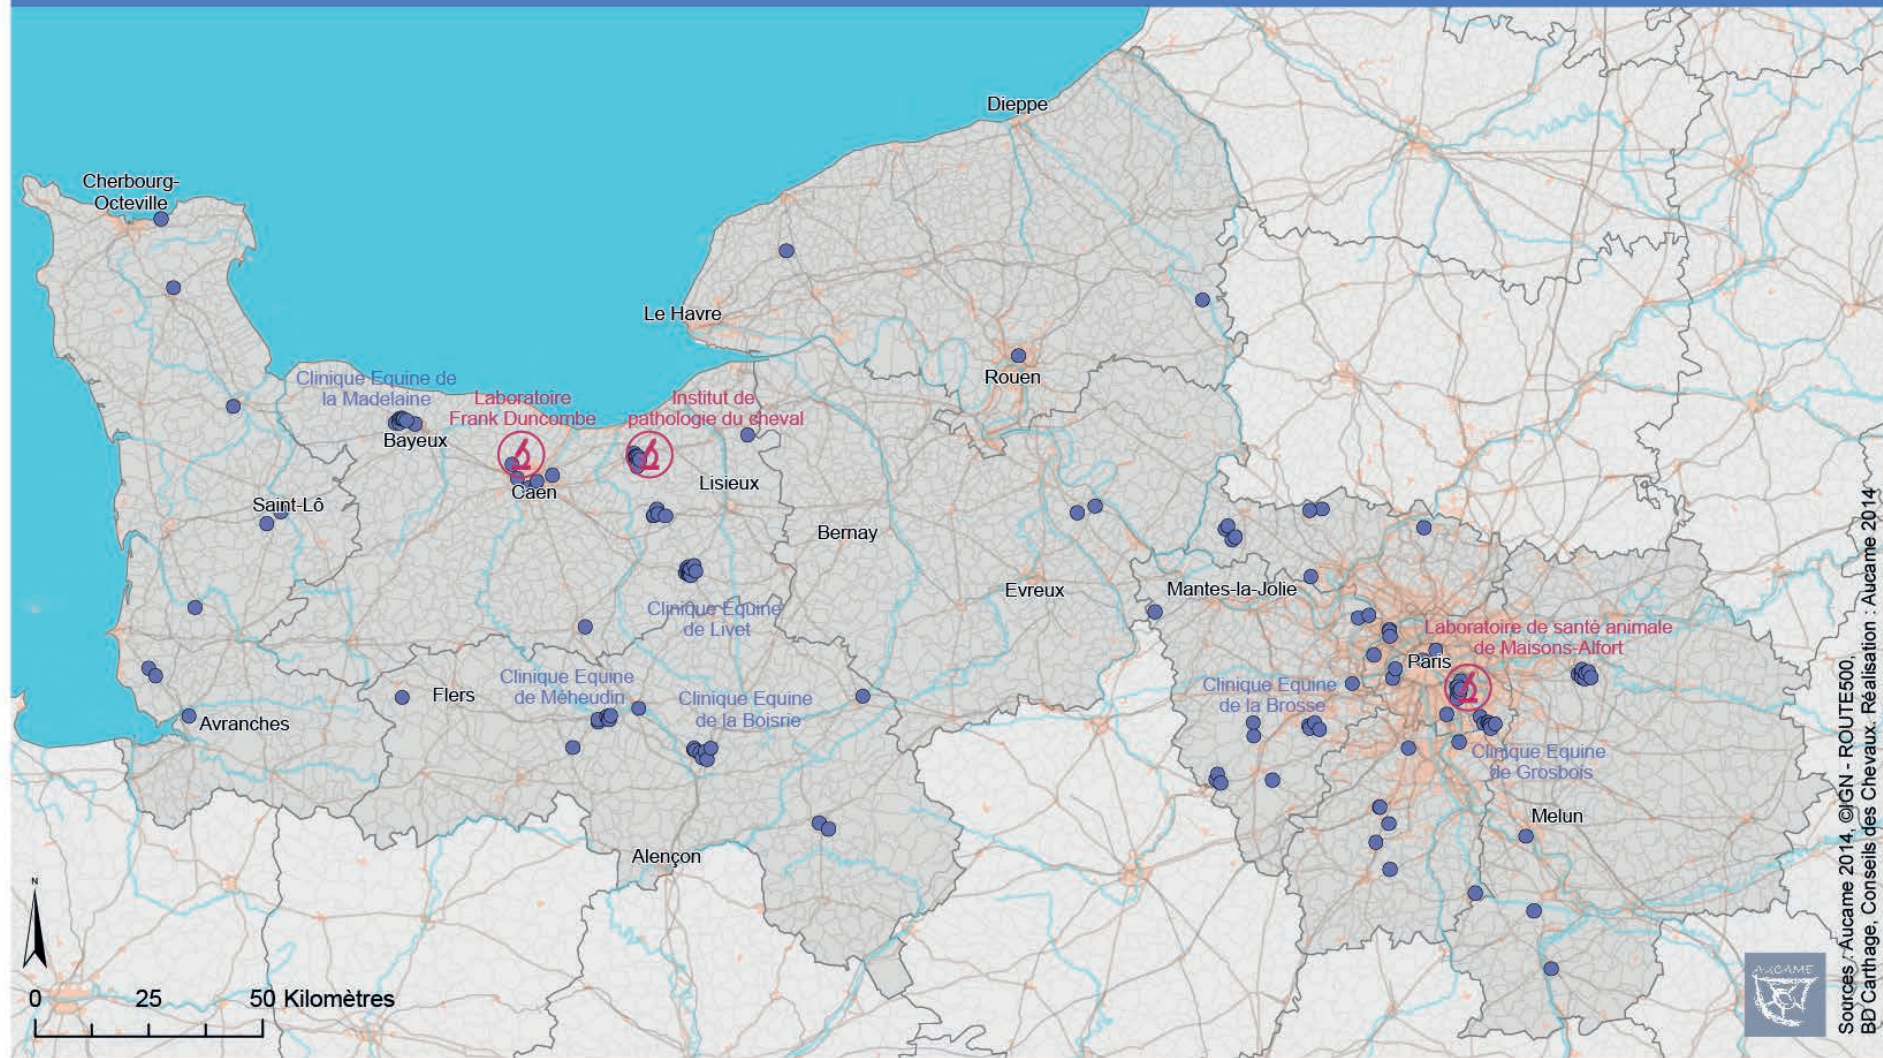 Dieppe
Cherbourg-
Octeville
Le Havre
Rouen
Clinique Equine de
la Madelaine
Laboratoire
Frank Duncombe
Institut de
pathologie du cheval
Bayeux
Caen
Lisieux
Saint-Lô
Bernay
Evreux
Mantes-la-Jolie
Clinique Equine
de Livet
Laboratoire de santé animale
de Maisons-Alfort
Paris
Clinique Equine
de Méheudin
Flers
Clinique Equine
de la Boisrie
Clinique Equine
de la Brosse
Avranches
Clinique Equine
de Grosbois
Melun
Alençon
N
0 25 50 Kilomètres
AUCAME
Sources : Aucame 2014, ©IGN - ROUTE500,
BD Carthage, Conseils des Chevaux. Réalisation : Aucame 2014